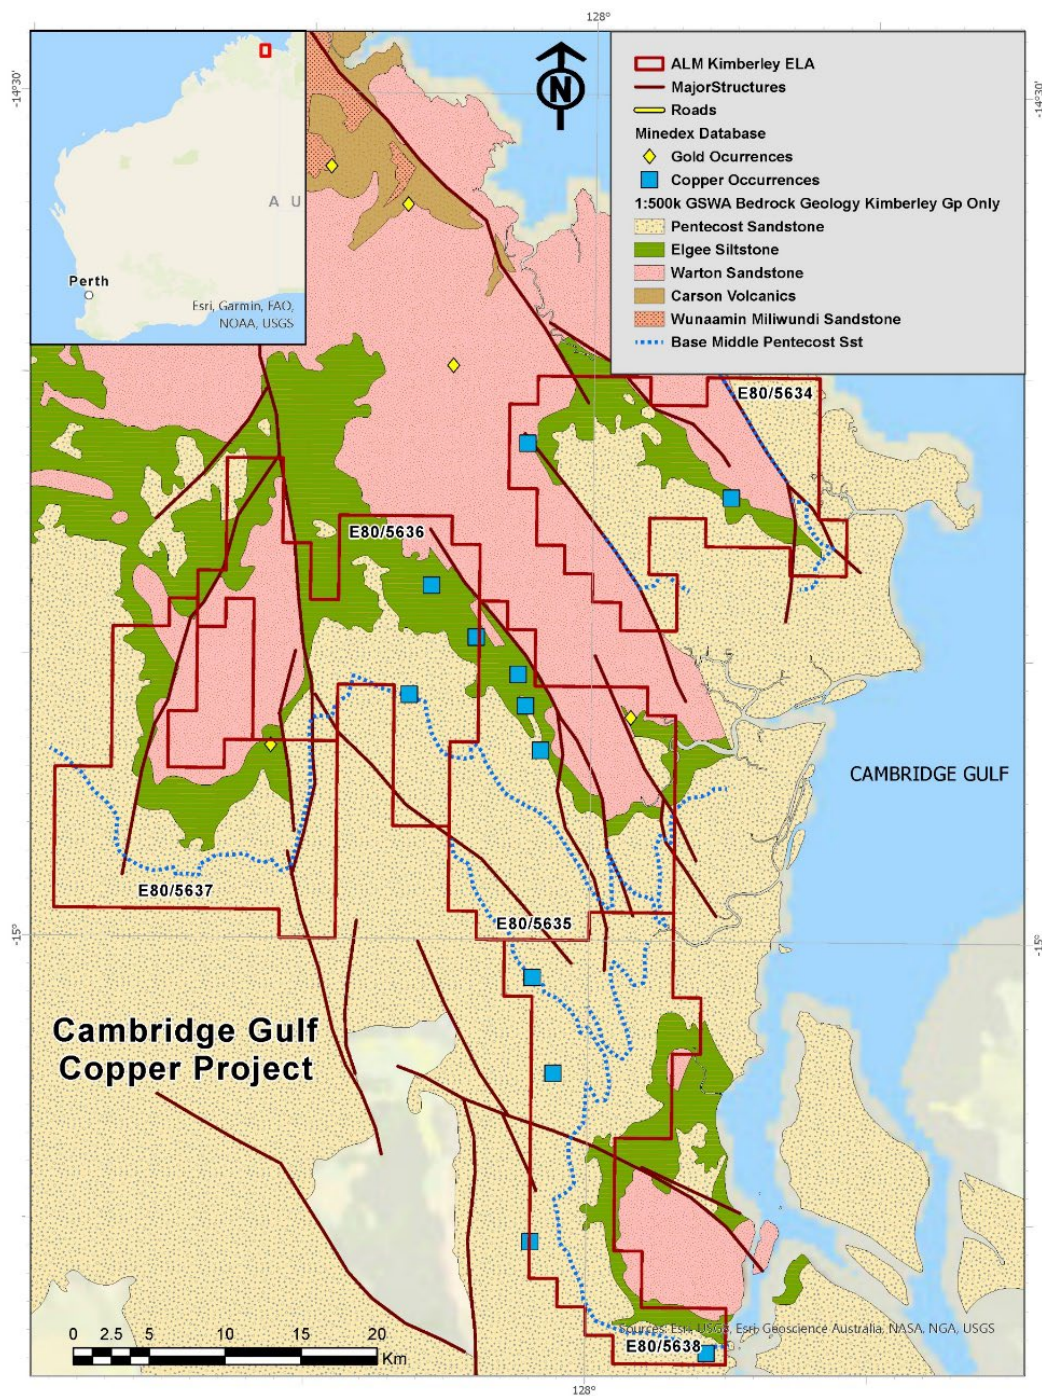 128°
-14°30'
-14°30'
A U
Perth
Esri, Garmin, FAO,
NOAA, USGS
N
ALM Kimberley ELA
MajorStructures
Roads
Minedex Database
Gold Ocurrences
Copper Occurrences
1:500k GSWA Bedrock Geology Kimberley Gp Only
Pentecost Sandstone
Elgee Siltstone
Warton Sandstone
Carson Volcanics
Wunaamin Miliwundi Sandstone
Base Middle Pentecost Sst
E80/5634
E80/5636
CAMBRIDGE GULF
E80/5637
E80/5635
-15°
-15°
Cambridge Gulf
Copper Project
Sources: Esri, USGS, Esri, Geoscience Australia, NASA, NGA, USGS
E80/5638
0 2.5 5 10 15 20
Km
128°